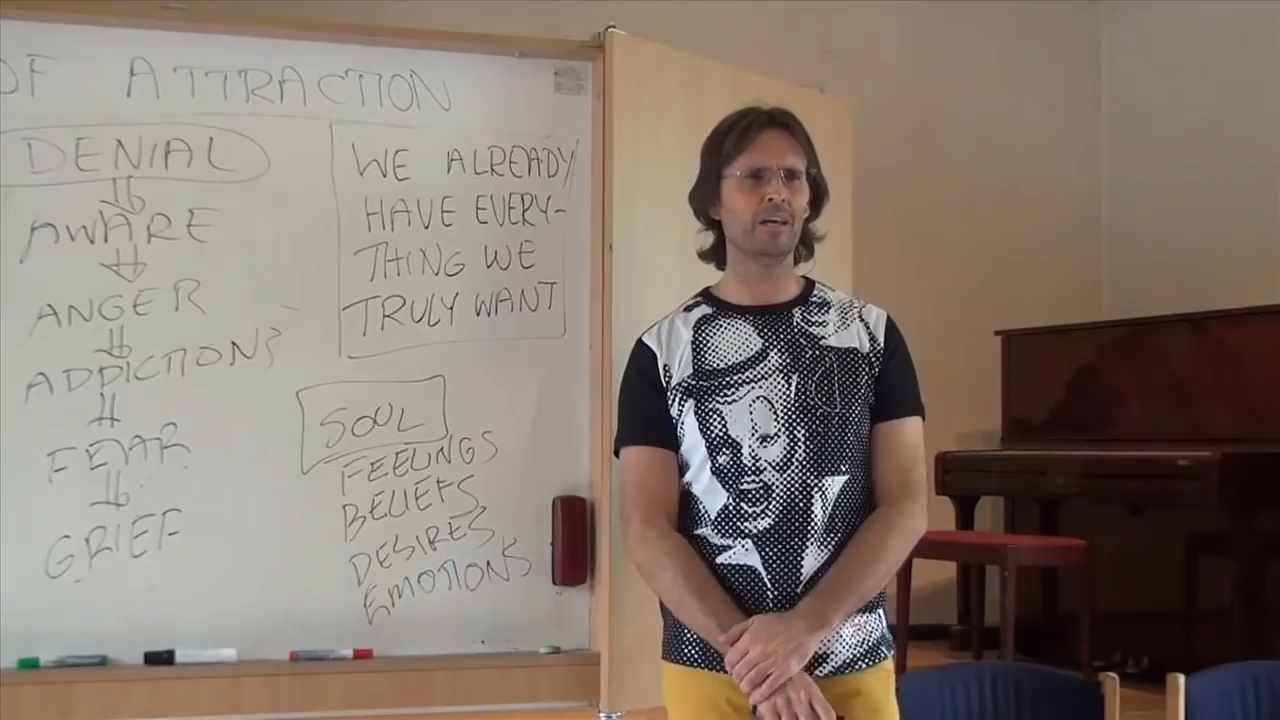 OF ATTRACTION
DENIAL
AWARE
ANGER
ADDICTIONS
FEAR
GRIEF
WE ALREADY
HAVE EVERY-
THING WE
TRULY WANT
SOUL
FEELINGS
BELIEFS
DESIRES
EMOTIONS